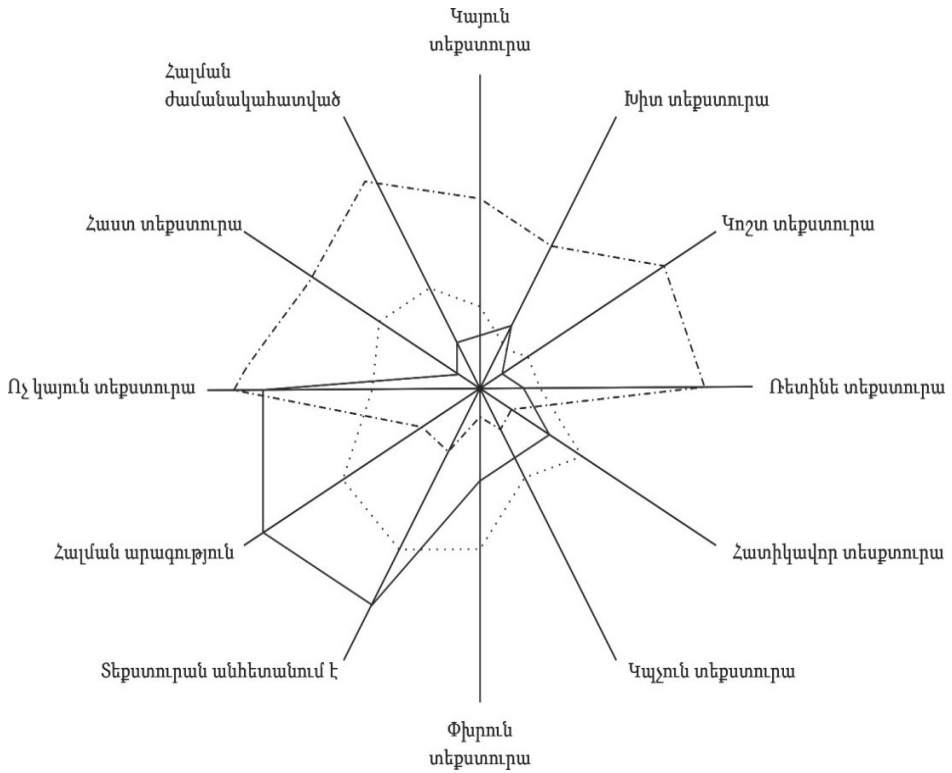 Կայուն
տեքստուրա
Հալման
ժամանակահատված
Խիտ տեքստուրա
Հաստ տեքստուրա
Կոշտ տեքստուրա
Ոչ կայուն տեքստուրա
Ռետինե տեքստուրա
Հալման արագություն
Հատիկավոր տեսքտուրա
Տեքստուրան անհետանում է
Կպչուն տեքստուրա
Փխրուն
տեքստուրա